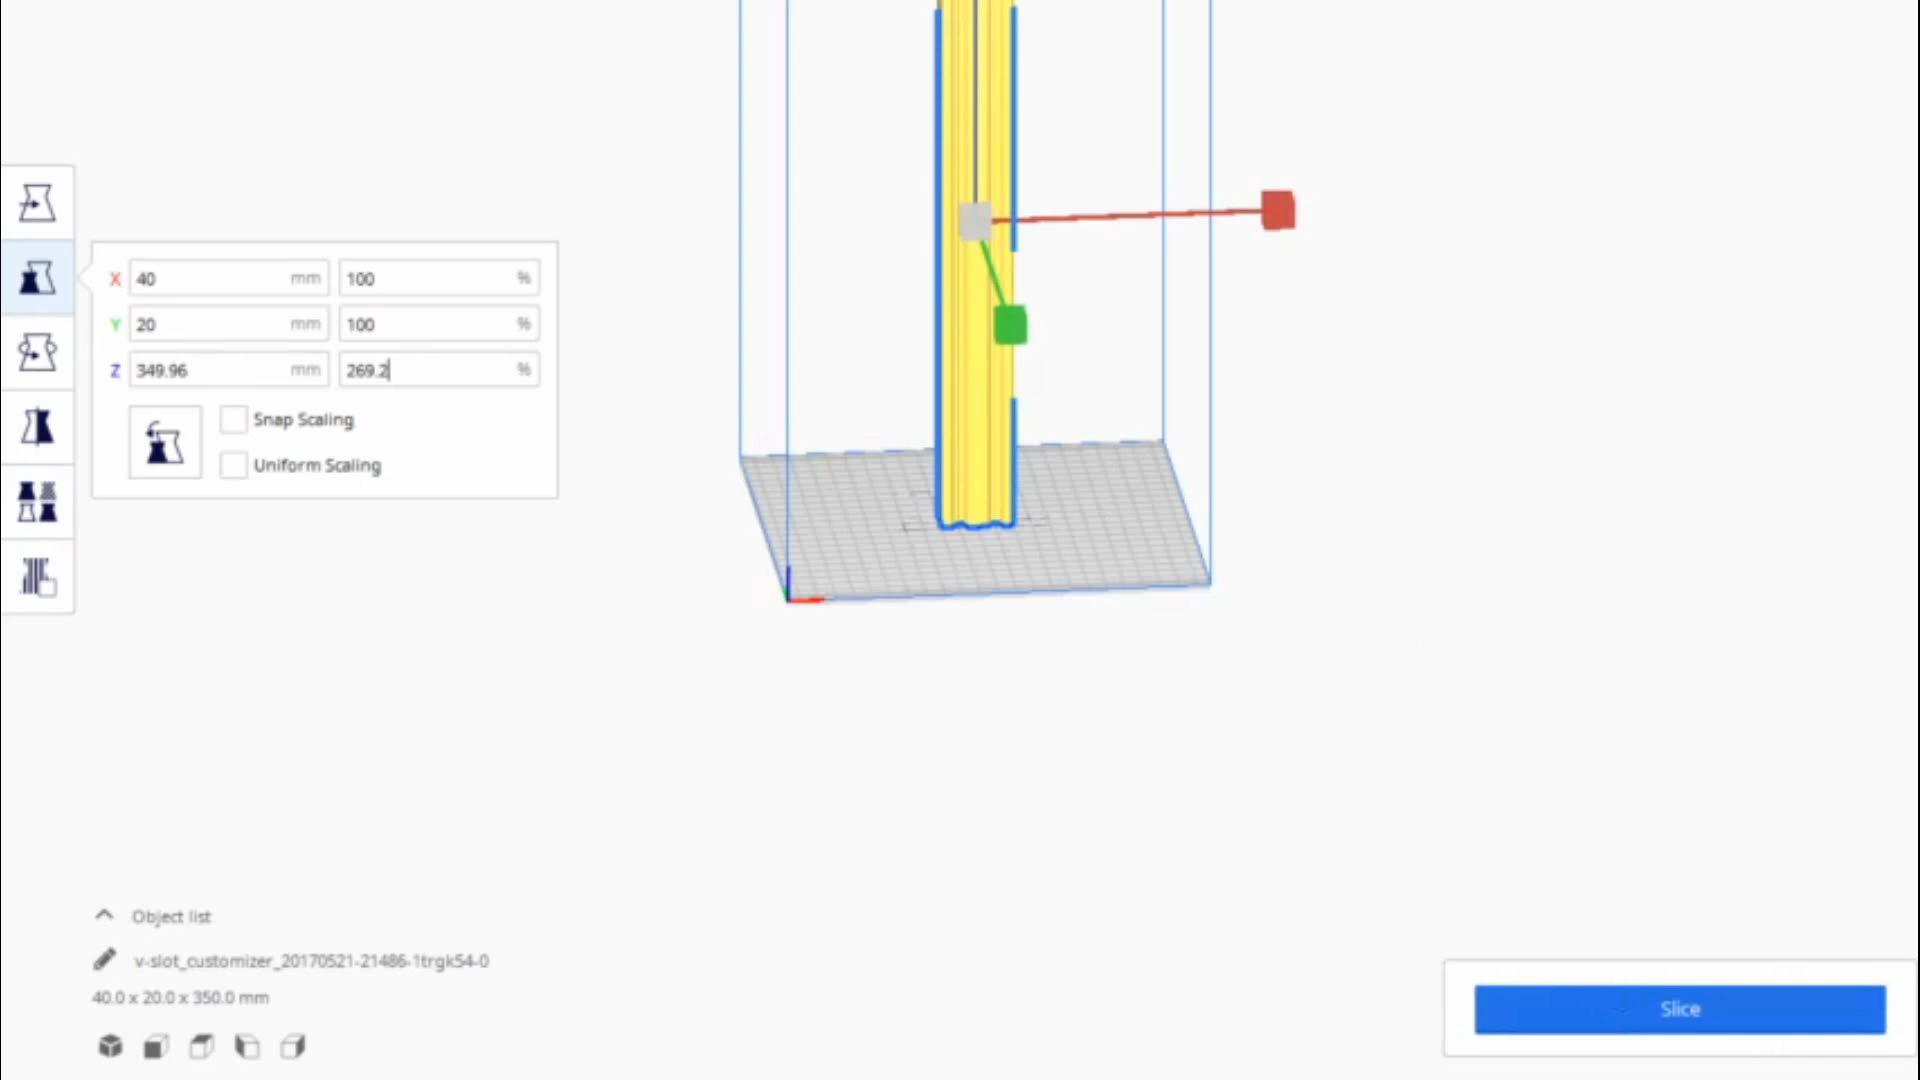 X 40 mm 100 %
Y 20 mm 100 %
Z 349.96 mm 269.2 %
Snap Scaling
Uniform Scaling
Object list
v-slot_customizer_20170521-21486-1trgk54-0
40.0 x 20.0 x 350.0 mm
Slice